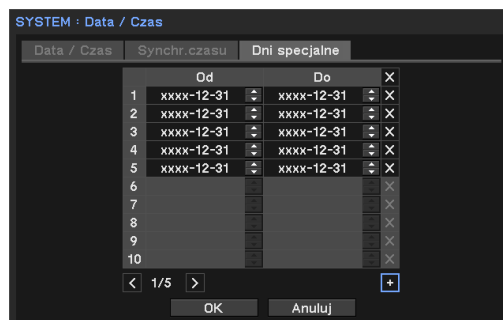 SYSTEM : Data / Czas
Data / Czas Synchr.czasu Dni specjalne
Od Do X
1 xxxx-12-31 xxxx-12-31 X
2 xxxx-12-31 xxxx-12-31 X
3 xxxx-12-31 xxxx-12-31 X
4 xxxx-12-31 xxxx-12-31 X
5 xxxx-12-31 xxxx-12-31 X
6 X
7 X
8 X
9 X
10 X
< 1/5 > +
OK Anuluj